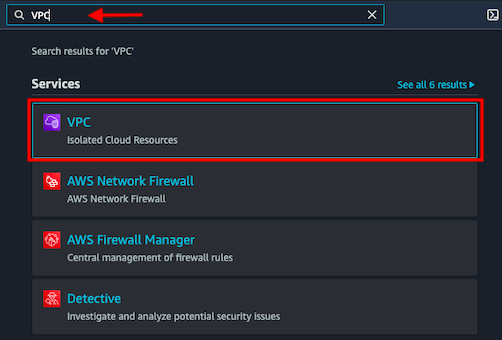 VPC
Search results for 'VPC'
Services
See all 6 results
VPC
Isolated Cloud Resources
AWS Network Firewall
AWS Network Firewall
AWS Firewall Manager
Central management of firewall rules
Detective
Investigate and analyze potential security issues